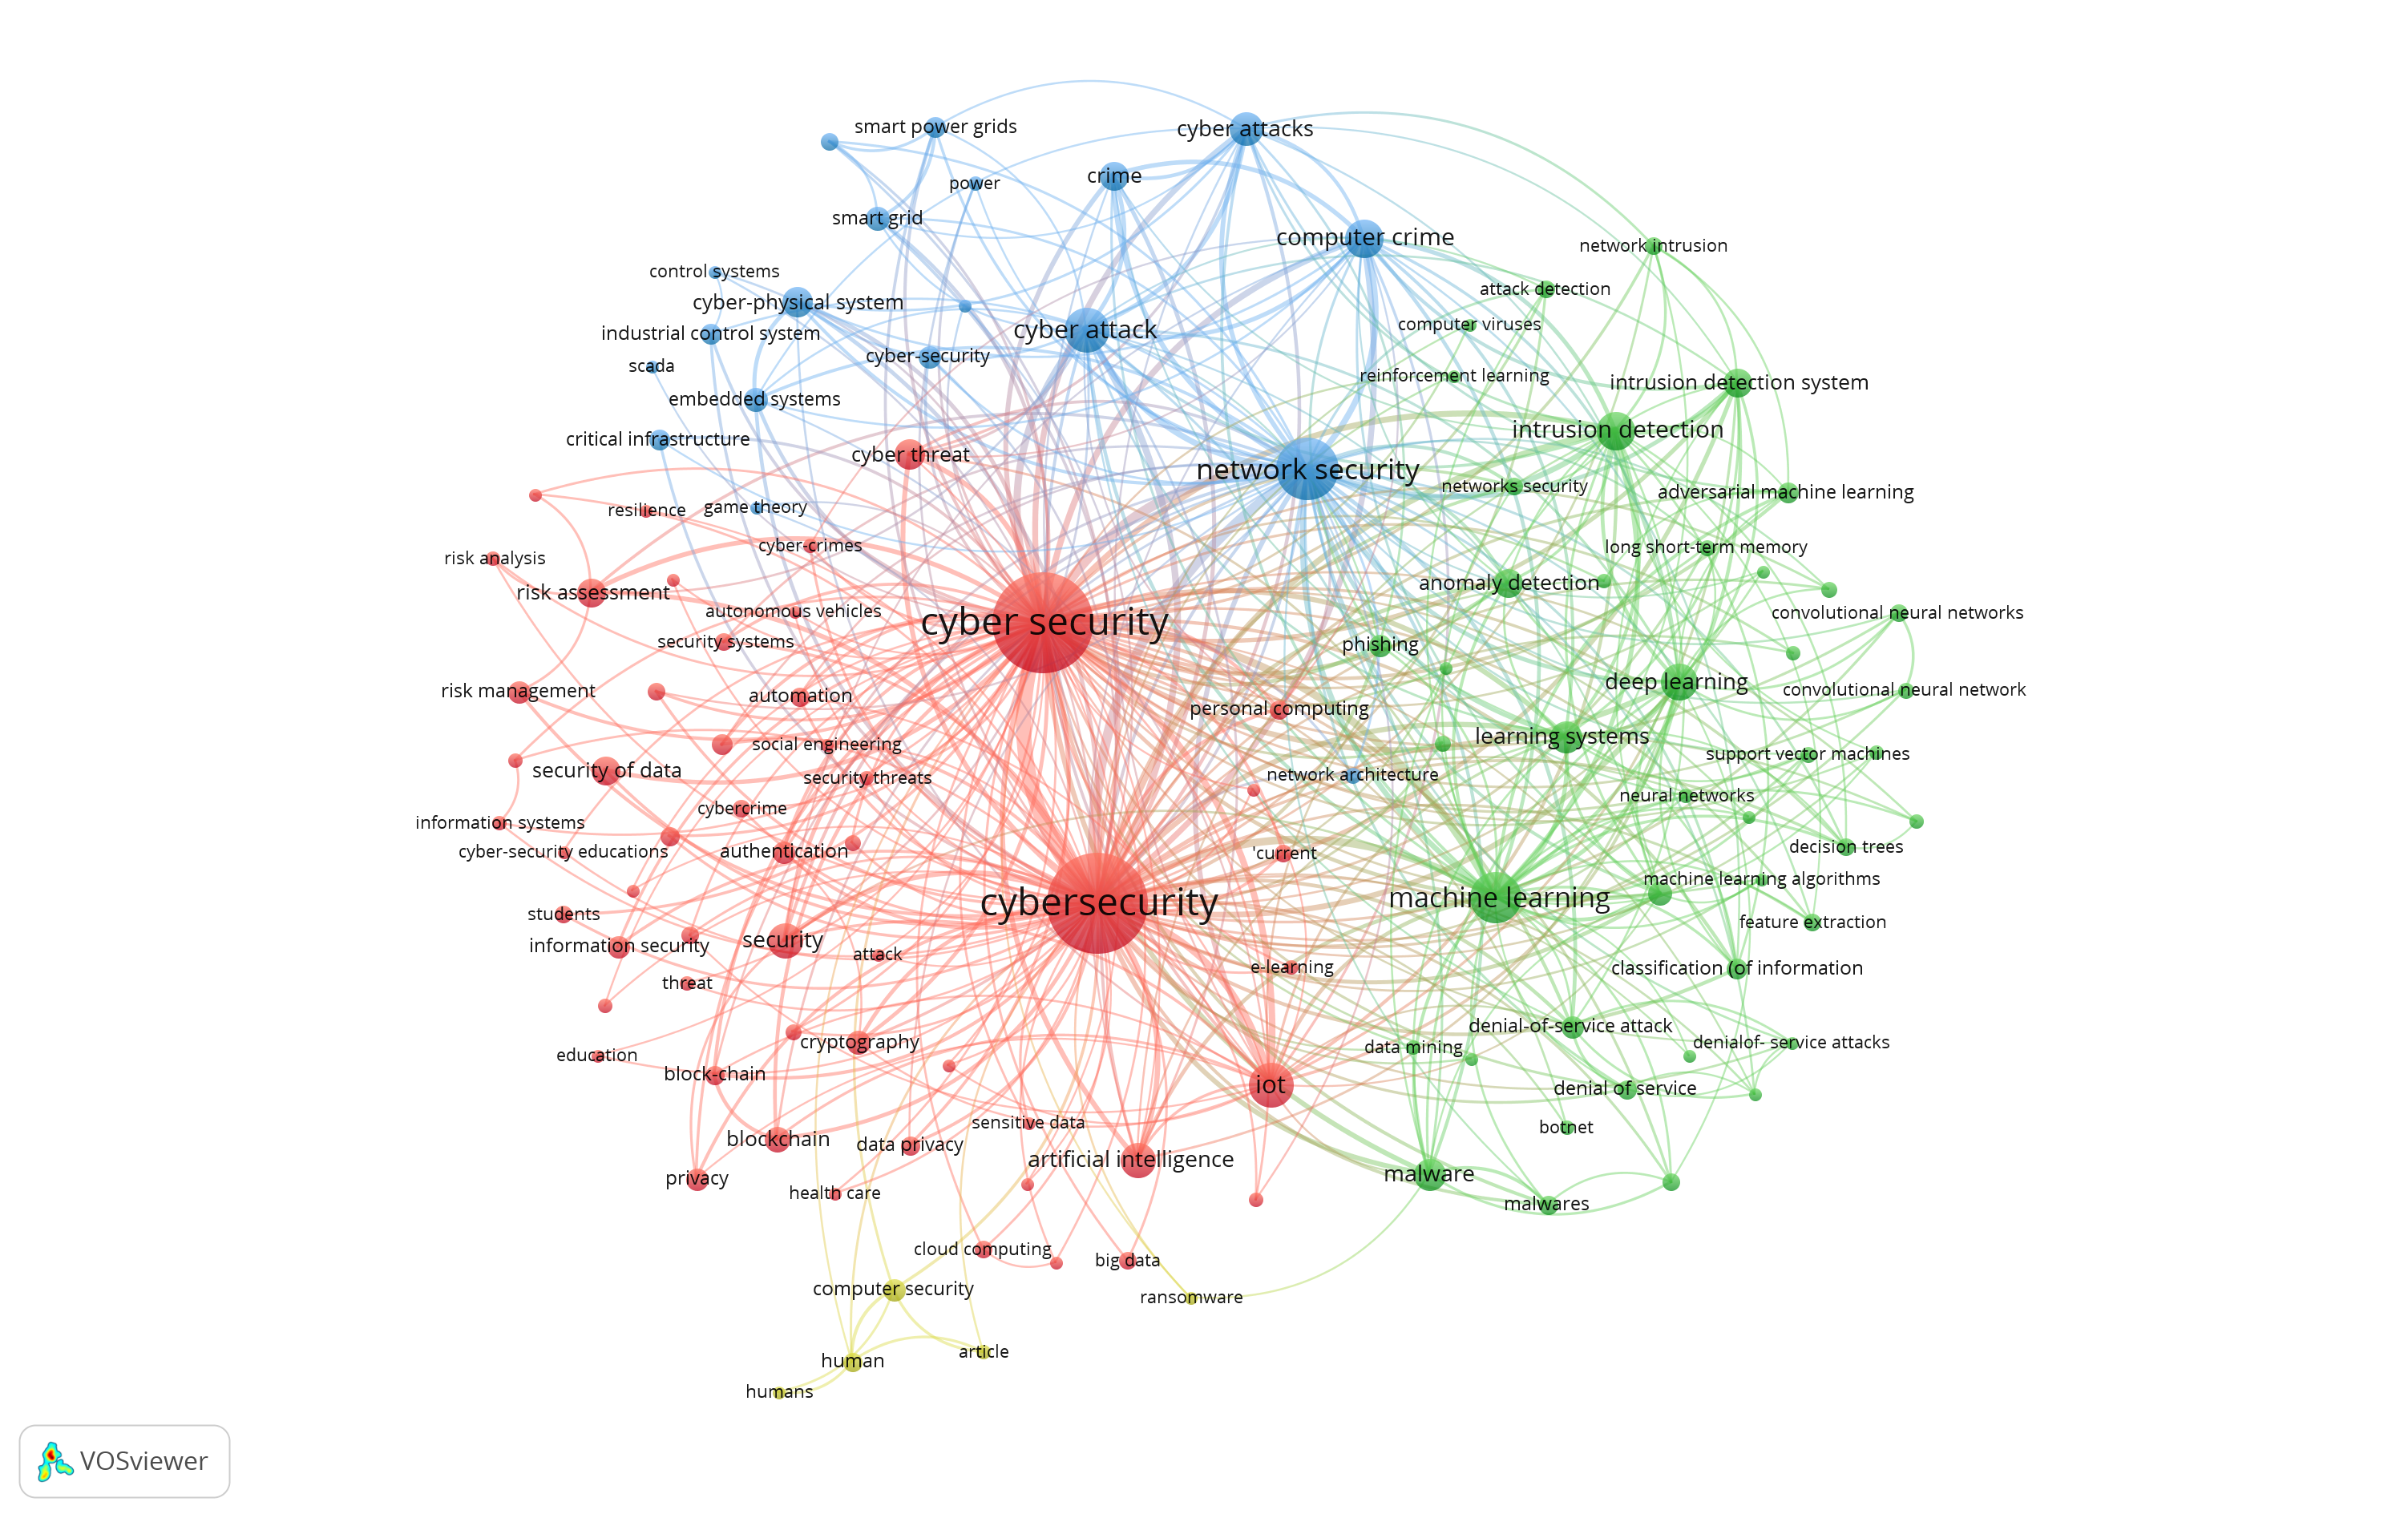 smart power grids
cyber attacks
crime
power
smart grid
computer crime
network intrusion
control systems
attack detection
cyber-physical system
computer viruses
industrial control system
cyber attack
cyber-security
scada
reinforcement learning
intrusion detection system
embedded systems
intrusion detection
critical infrastructure
cyber threat
network security
networks security
adversarial machine learning
resilience
game theory
cyber-crimes
long short-term memory
risk analysis
anomaly detection
risk assessment
autonomous vehicles
cyber security
convolutional neural networks
security systems
phishing
deep learning
risk management
convolutional neural network
automation
personal computing
learning systems
social engineering
support vector machines
security of data
security threats
network architecture
neural networks
cybercrime
information systems
decision trees
cyber-security educations
authentication
'current
machine learning algorithms
cybersecurity
machine learning
students
feature extraction
security
information security
attack
e-learning
classification (of information
threat
denial-of-service attack
cryptography
data mining
denialof- service attacks
education
block-chain
iot
denial of service
sensitive data
botnet
blockchain
data privacy
artificial intelligence
malware
privacy
health care
malwares
cloud computing
big data
computer security
ransomware
article
human
humans
VOSviewer